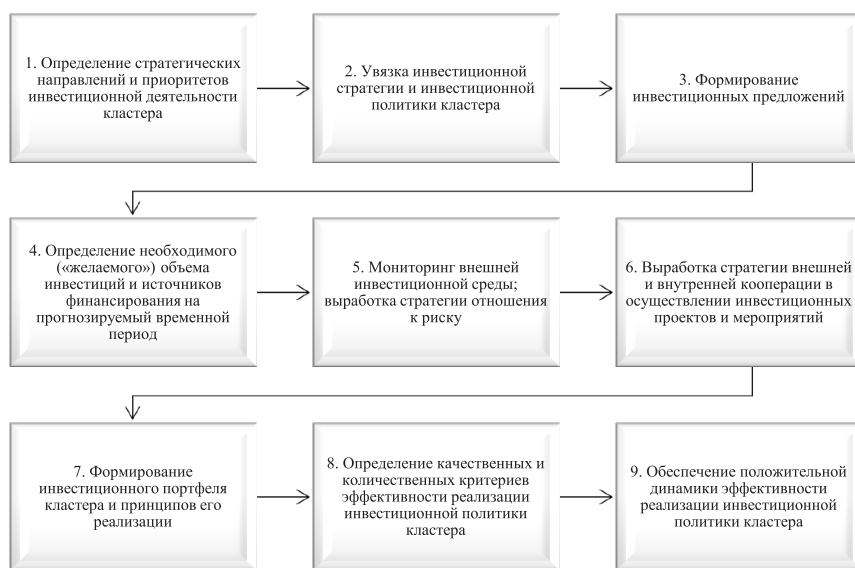 1. Определение стратегических
направлений и приоритетов
инвестиционной деятельности
кластера
2. Увязка инвестиционной
стратегии и инвестиционной
политики кластера
3. Формирование
инвестиционных предложений
4. Определение необходимого
(«желаемого») объема
инвестиций и источников
финансирования на
прогнозируемый временной
период
5. Мониторинг внешней
инвестиционной среды;
выработка стратегии отношения
к риску
6. Выработка стратегии внешней
и внутренней кооперации в
осуществлении инвестиционных
проектов и мероприятий
7. Формирование
инвестиционного портфеля
кластера и принципов его
реализации
8. Определение качественных и
количественных критериев
эффективности реализации
инвестиционной политики
кластера
9. Обеспечение положительной
динамики эффективности
реализации инвестиционной
политики кластера